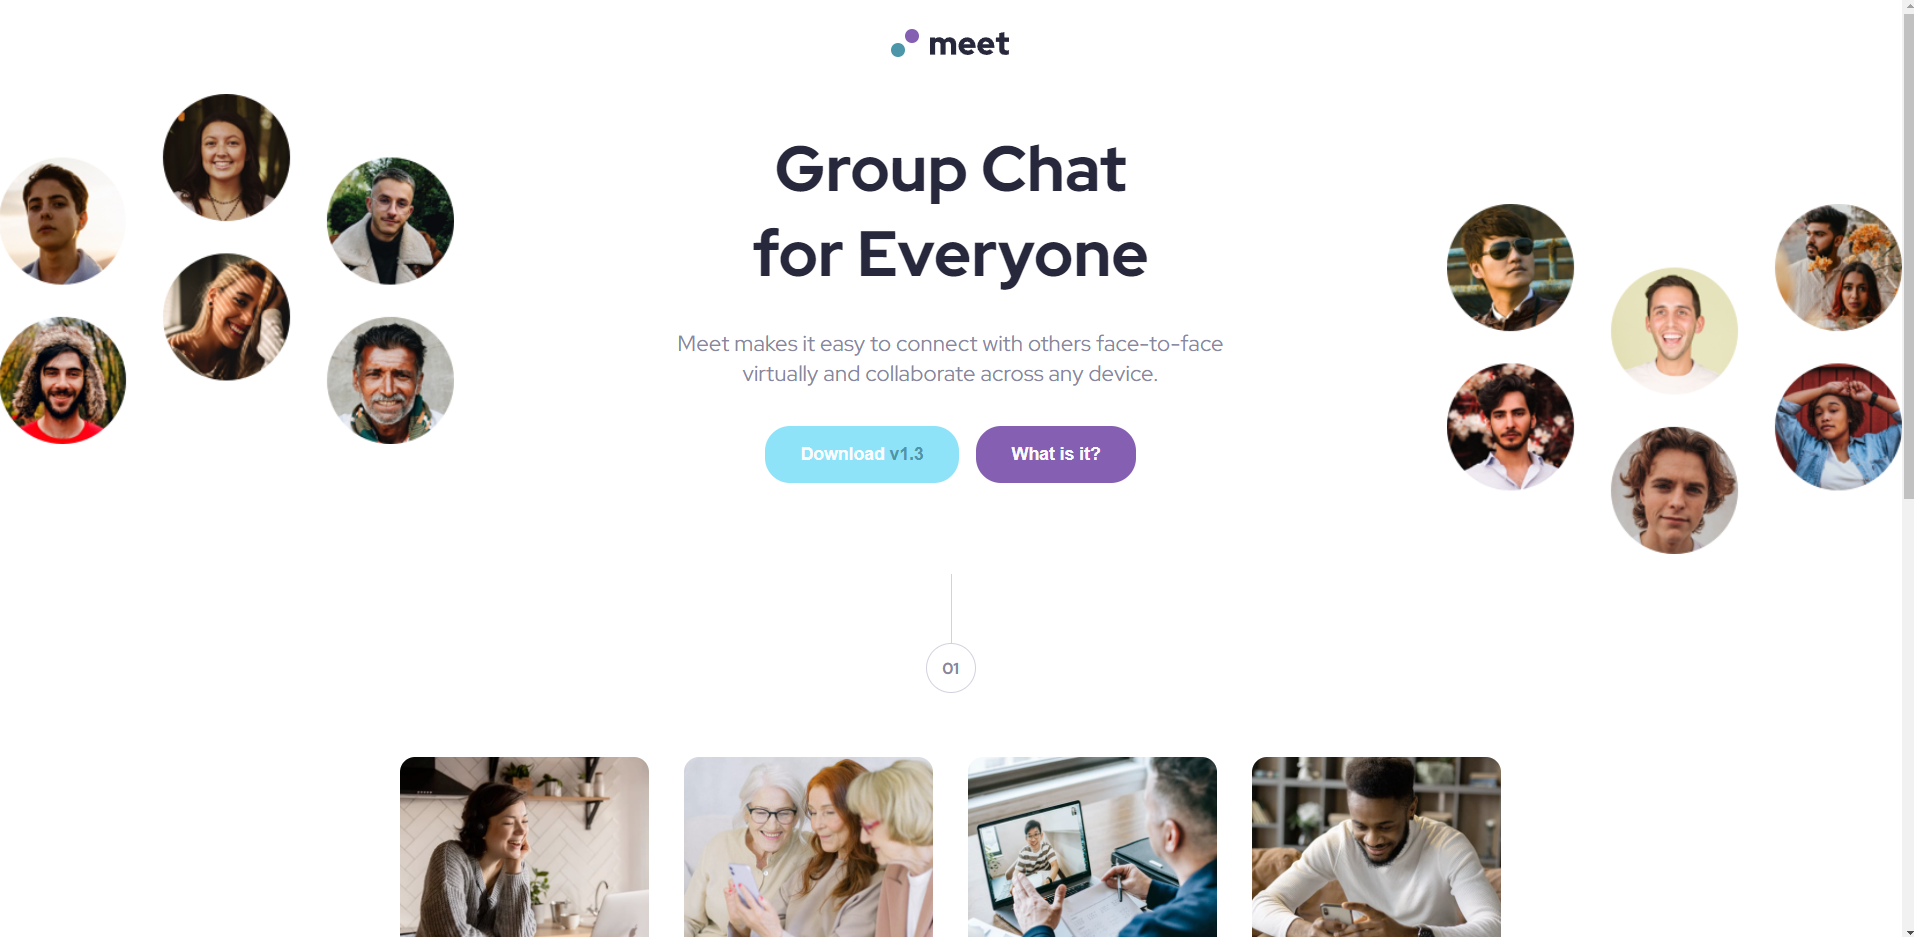 meet
Group Chat
for Everyone
Meet makes it easy to connect with others face-to-face
virtually and collaborate across any device.
Download v1.3
What is it?
01